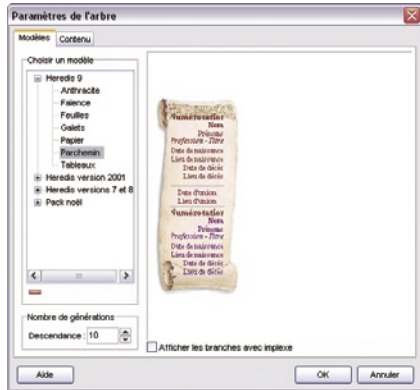 Paramètres de l'arbre
Modèles
Contenu
Choisir un modèle
Heredis 9
Anthracite
Faïence
Feuilles
Galets
Papier
Parchemin
Tableaux
Heredis version 2001
Heredis versions 7 et 8
Pack noël
Nombre de générations
Descendance : 10
Numérotation
Nom
Prénoms
Profession - Titre
Date de naissance
Lieu de naissance
Date de décès
Lieu de décès
Date d'union
Lieu d'union
Numérotation
Nom
Prénoms
Profession - Titre
Date de naissance
Lieu de naissance
Date de décès
Lieu de décès
Afficher les branches avec implexe
Aide
OK
Annuler